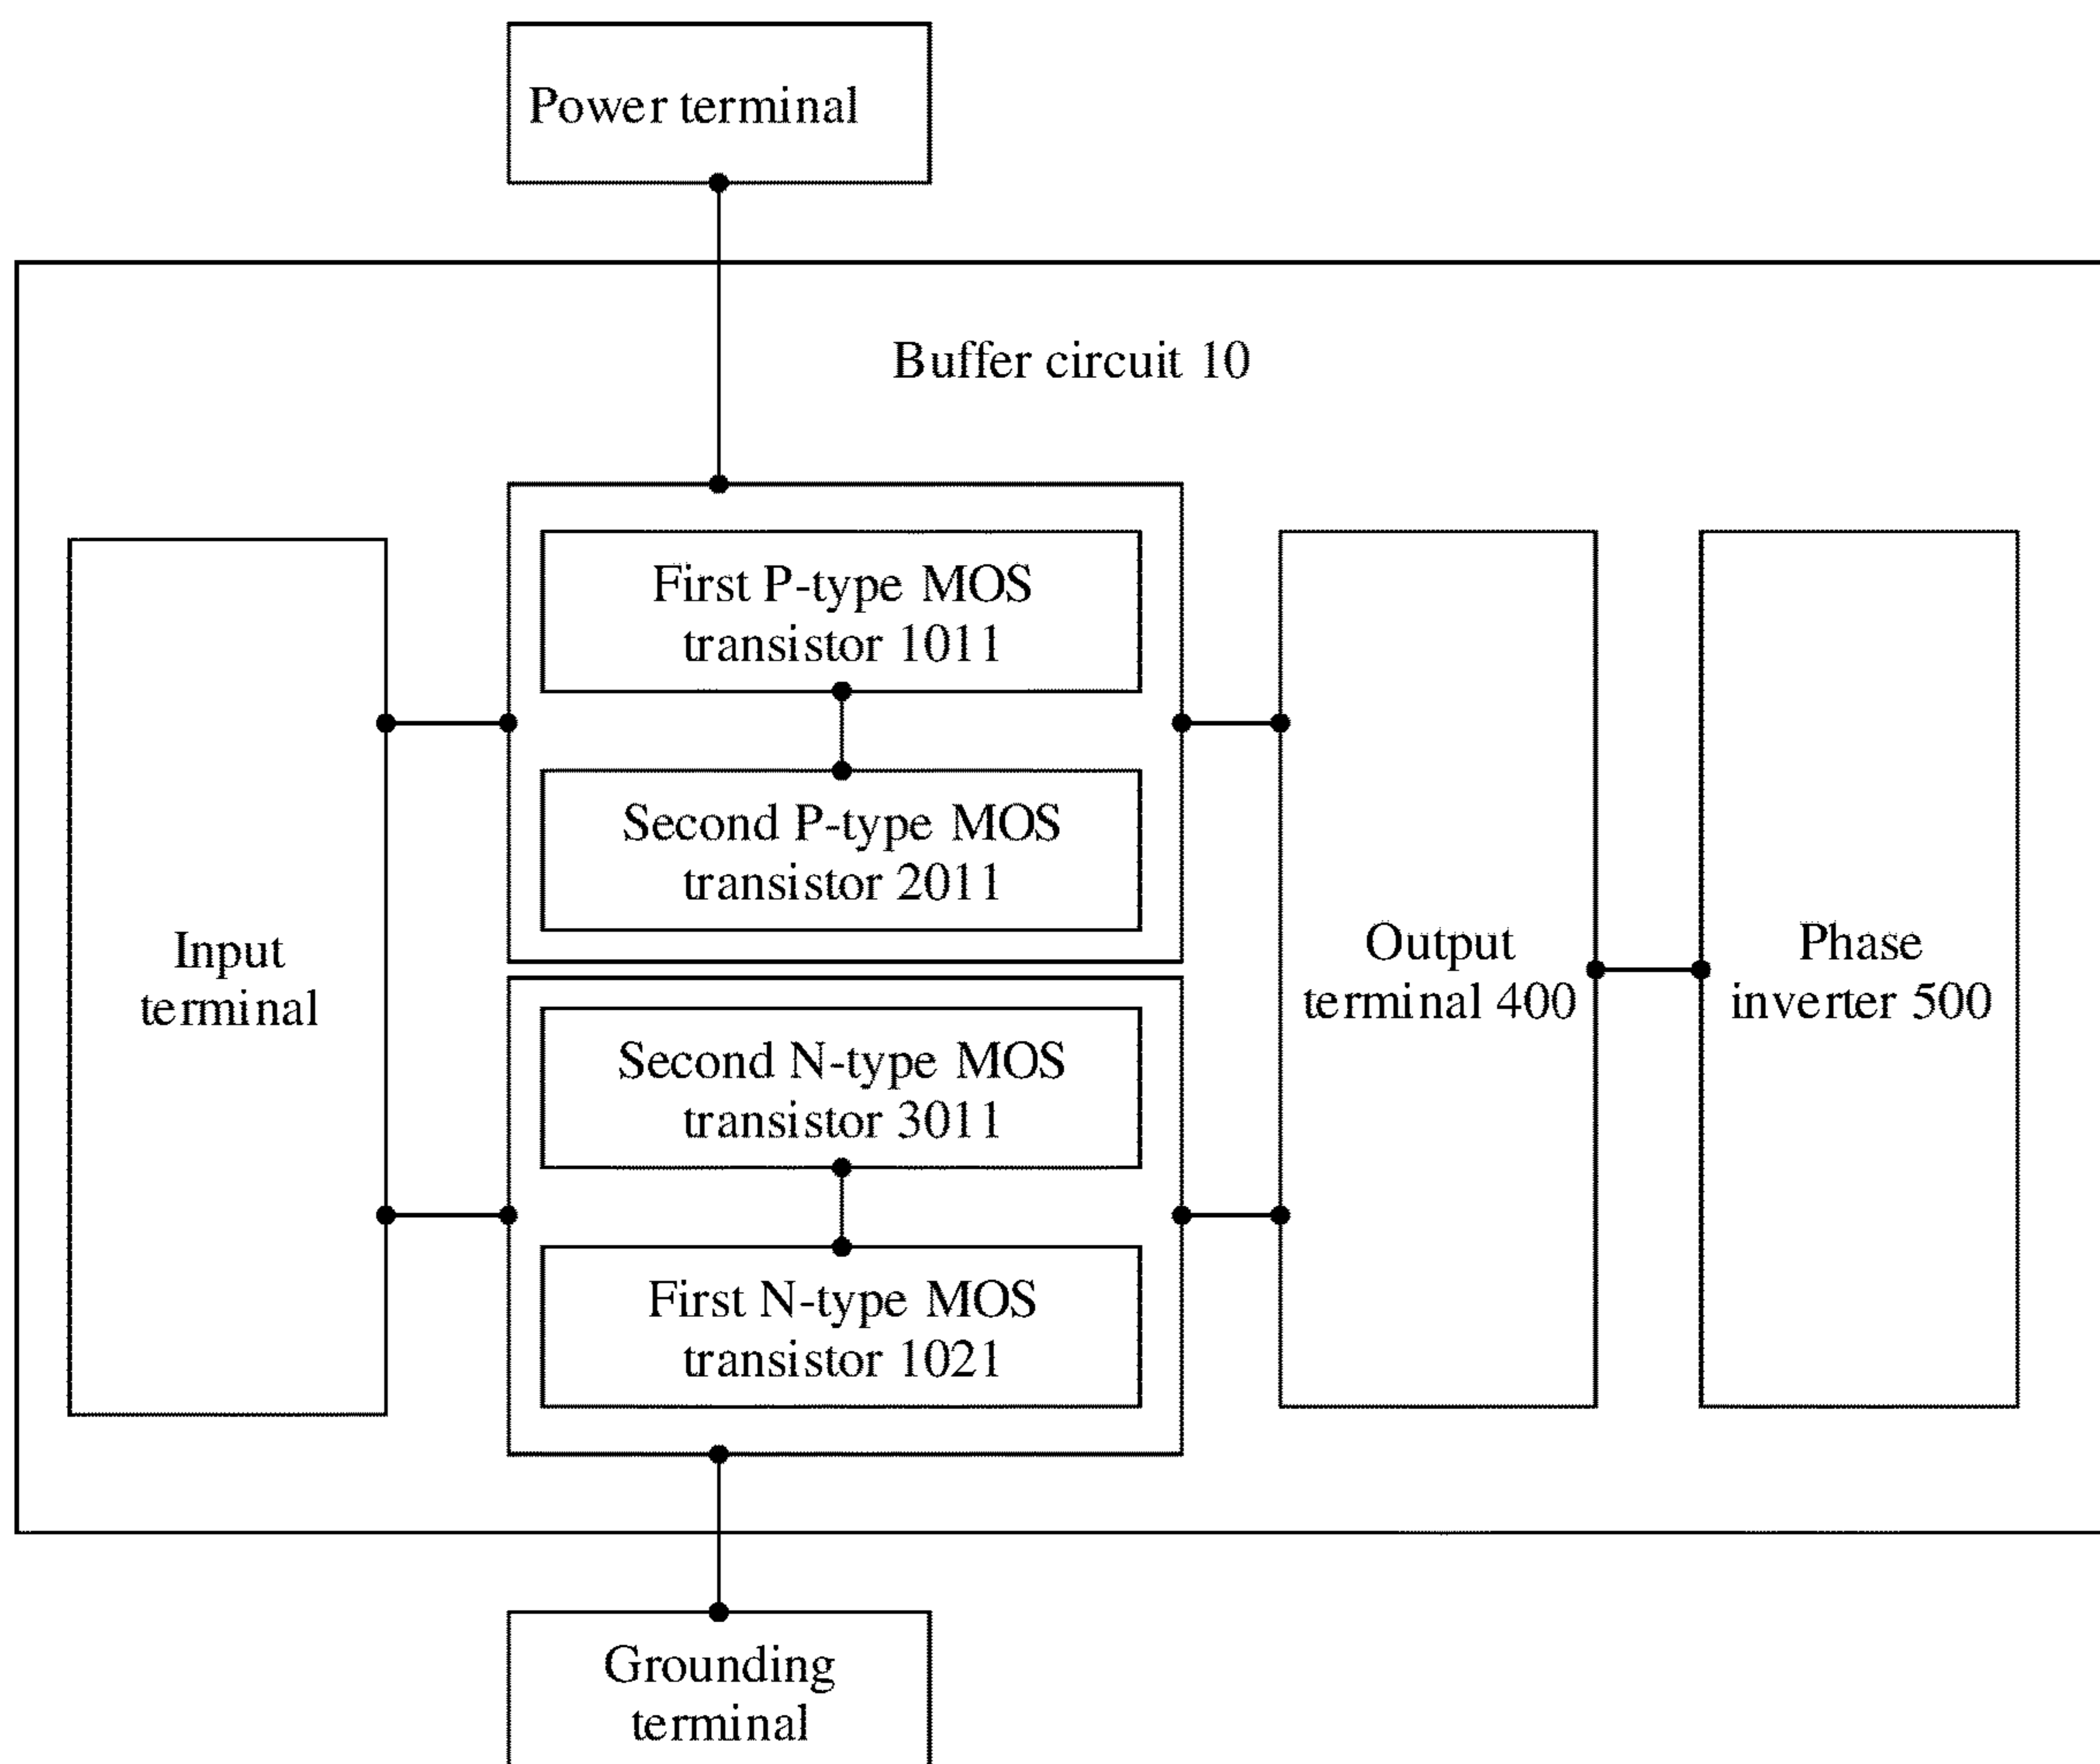 Power terminal
Buffer circuit 10
First P-type MOS
transistor 1011
Second P-type MOS
transistor 2011
Input
terminal
Output
terminal 400
Phase
inverter 500
Second N-type MOS
transistor 3011
First N-type MOS
transistor 1021
Grounding
terminal